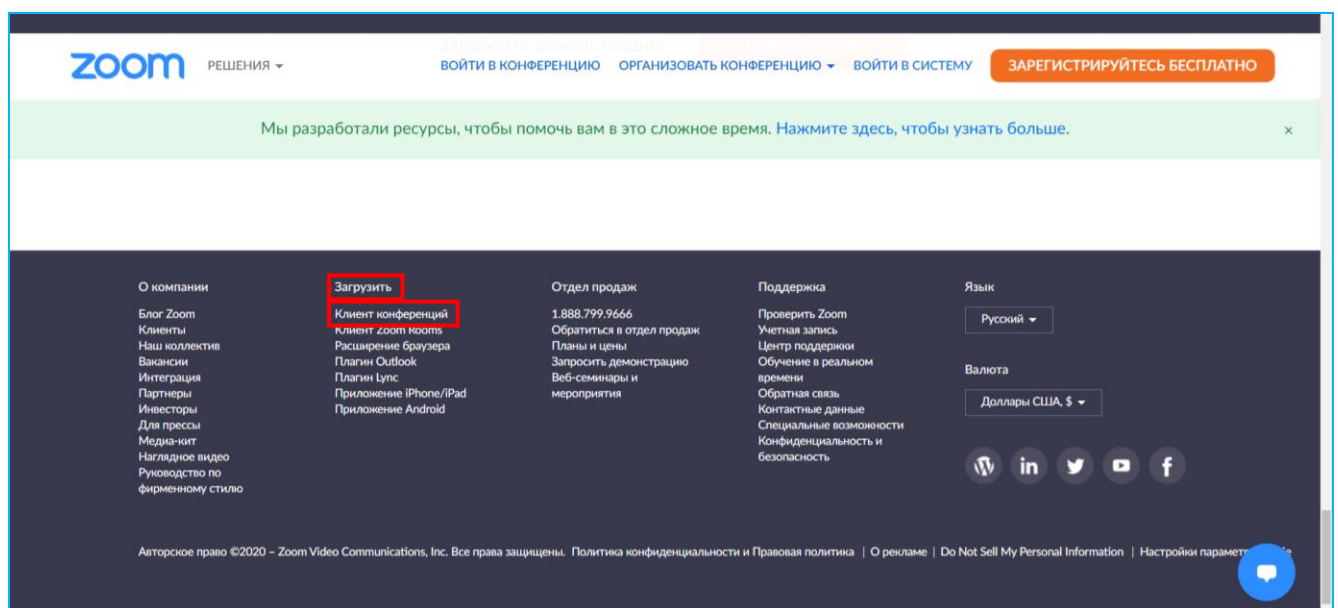 zoom
РЕШЕНИЯ
ВОЙТИ В КОНФЕРЕНЦИЮ
ОРГАНИЗОВАТЬ КОНФЕРЕНЦИЮ
ВОЙТИ В СИСТЕМУ
ЗАРЕГИСТРИРУЙТЕСЬ БЕСПЛАТНО
Мы разработали ресурсы, чтобы помочь вам в это сложное время. Нажмите здесь, чтобы узнать больше.
×
О компании
Блог Zoom
Клиенты
Наш коллектив
Вакансии
Интеграция
Партнеры
Инвесторы
Для прессы
Медиа-кит
Наглядное видео
Руководство по
фирменному стилю
Загрузить
Клиент конференций
Клиент Zoom Rooms
Расширение браузера
Плагин Outlook
Плагин Lync
Приложение iPhone/iPad
Приложение Android
Отдел продаж
1.888.799.9666
Обратиться в отдел продаж
Планы и цены
Запросить демонстрацию
Веб-семинары и
мероприятия
Поддержка
Проверить Zoom
Учетная запись
Центр поддержки
Обучение в реальном
времени
Обратная связь
Контактные данные
Специальные возможности
Конфиденциальность и
безопасность
Язык
Русский
Валюта
Доллары США, $
Авторское право ©2020 – Zoom Video Communications, Inc. Все права защищены. Политика конфиденциальности и Правовая политика | О рекламе | Do Not Sell My Personal Information | Настройки